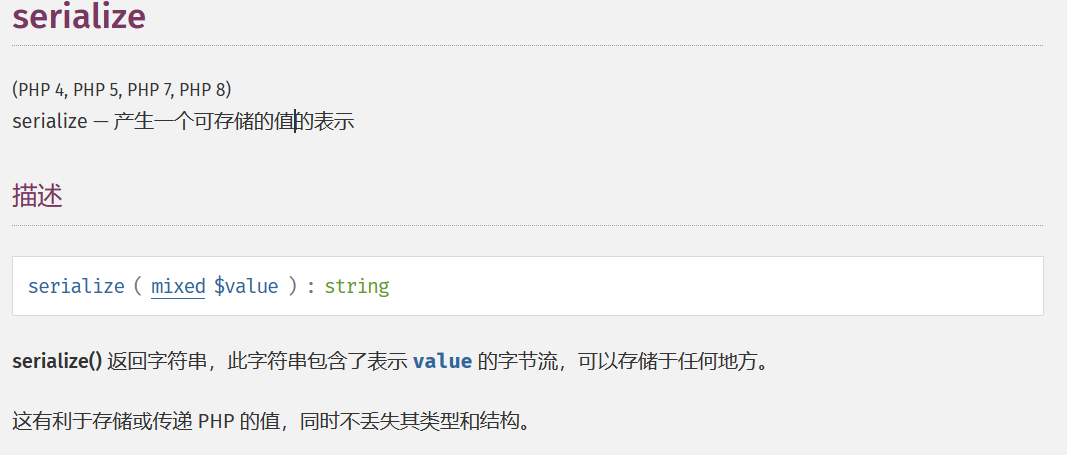 serialize
(PHP 4, PHP 5, PHP 7, PHP 8)
serialize — 产生一个可存储的值的表示
描述
serialize ( mixed $value ) : string
serialize() 返回字符串，此字符串包含了表示 value 的字节流，可以存储于任何地方。
这有利于存储或传递 PHP 的值，同时不丢失其类型和结构。